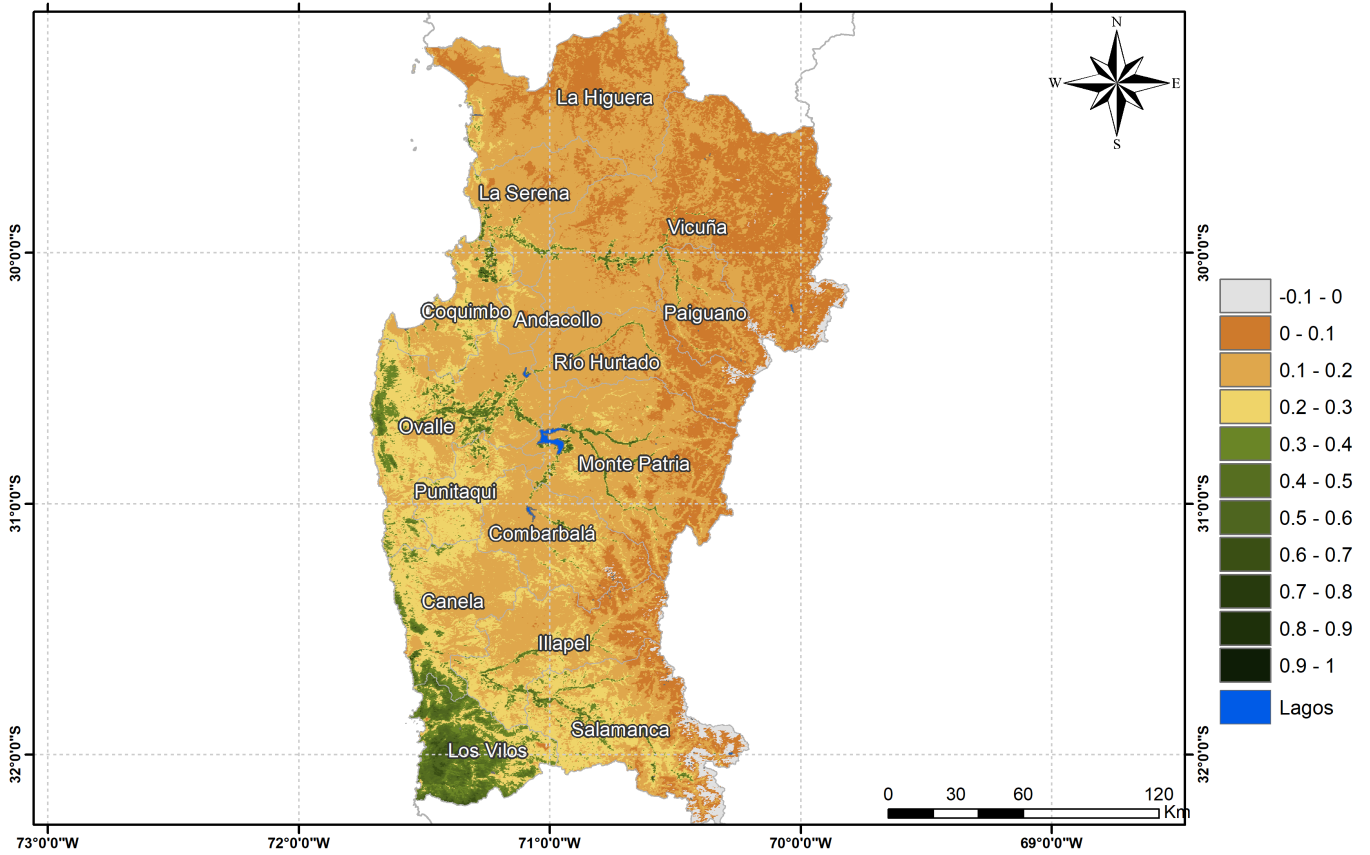 N
W E
S
La Higuera
La Serena
Vicuña
Coquimbo
Andacollo
Paiguano
Río Hurtado
Ovalle
Monte Patria
Punitaqui
Combarbalá
Canela
Illapel
Salamanca
Los Vilos
30°0'0"S
31°0'0"S
32°0'0"S
30°0'0"S
31°0'0"S
32°0'0"S
-0.1 - 0
0 - 0.1
0.1 - 0.2
0.2 - 0.3
0.3 - 0.4
0.4 - 0.5
0.5 - 0.6
0.6 - 0.7
0.7 - 0.8
0.8 - 0.9
0.9 - 1
Lagos
0 30 60 120
Km
73°0'0"W 72°0'0"W 71°0'0"W 70°0'0"W 69°0'0"W